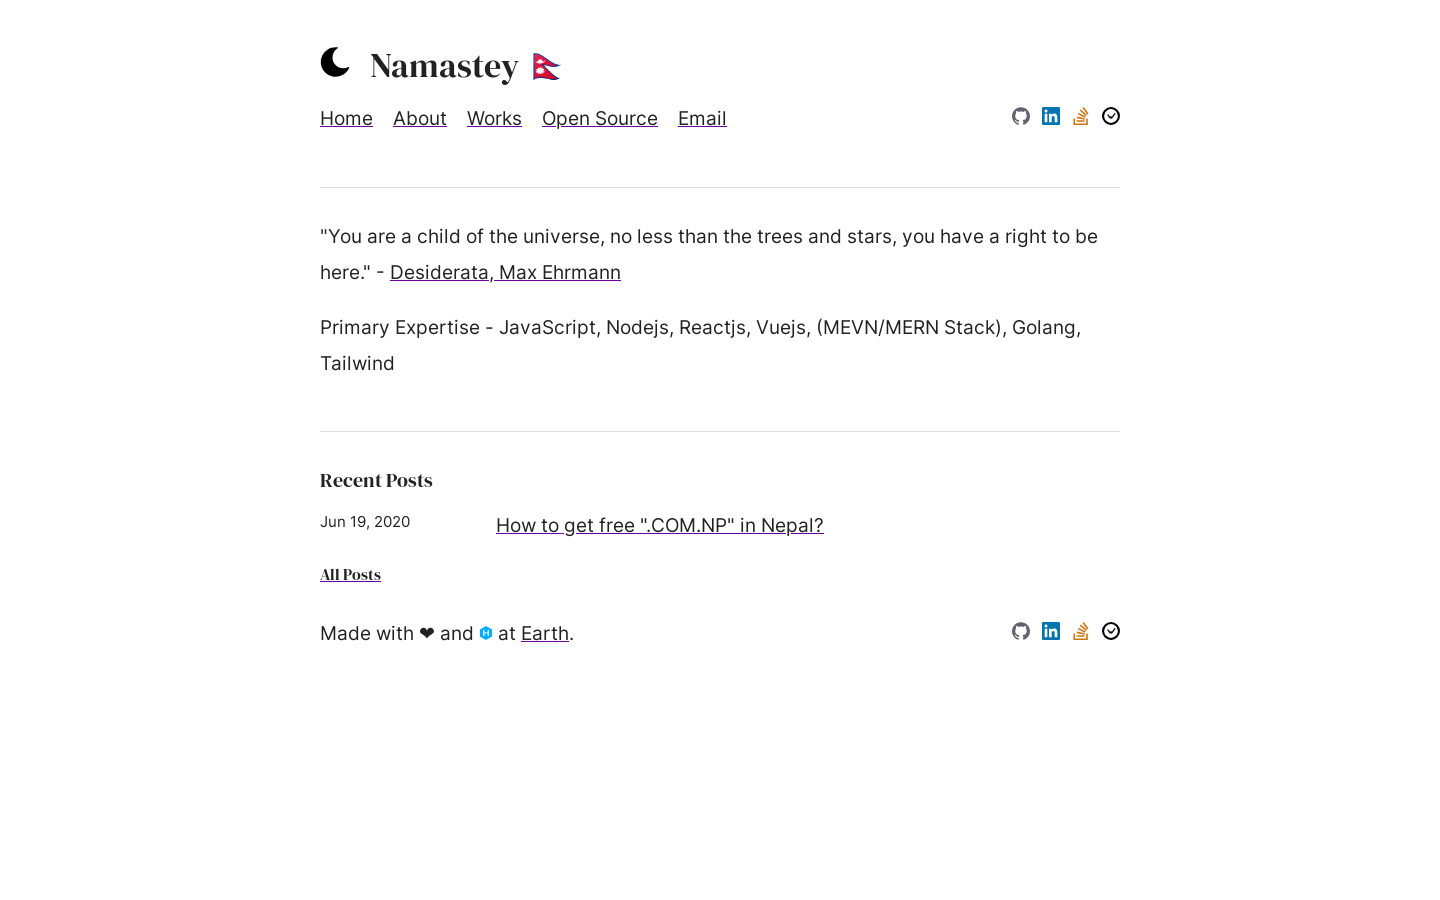 Namastey 🇳🇵
Home About Works Open Source Email
"You are a child of the universe, no less than the trees and stars, you have a right to be
here." - Desiderata, Max Ehrmann
Primary Expertise - JavaScript, Nodejs, Reactjs, Vuejs, (MEVN/MERN Stack), Golang,
Tailwind
Recent Posts
Jun 19, 2020 How to get free ".COM.NP" in Nepal?
All Posts
Made with ❤ and at Earth.